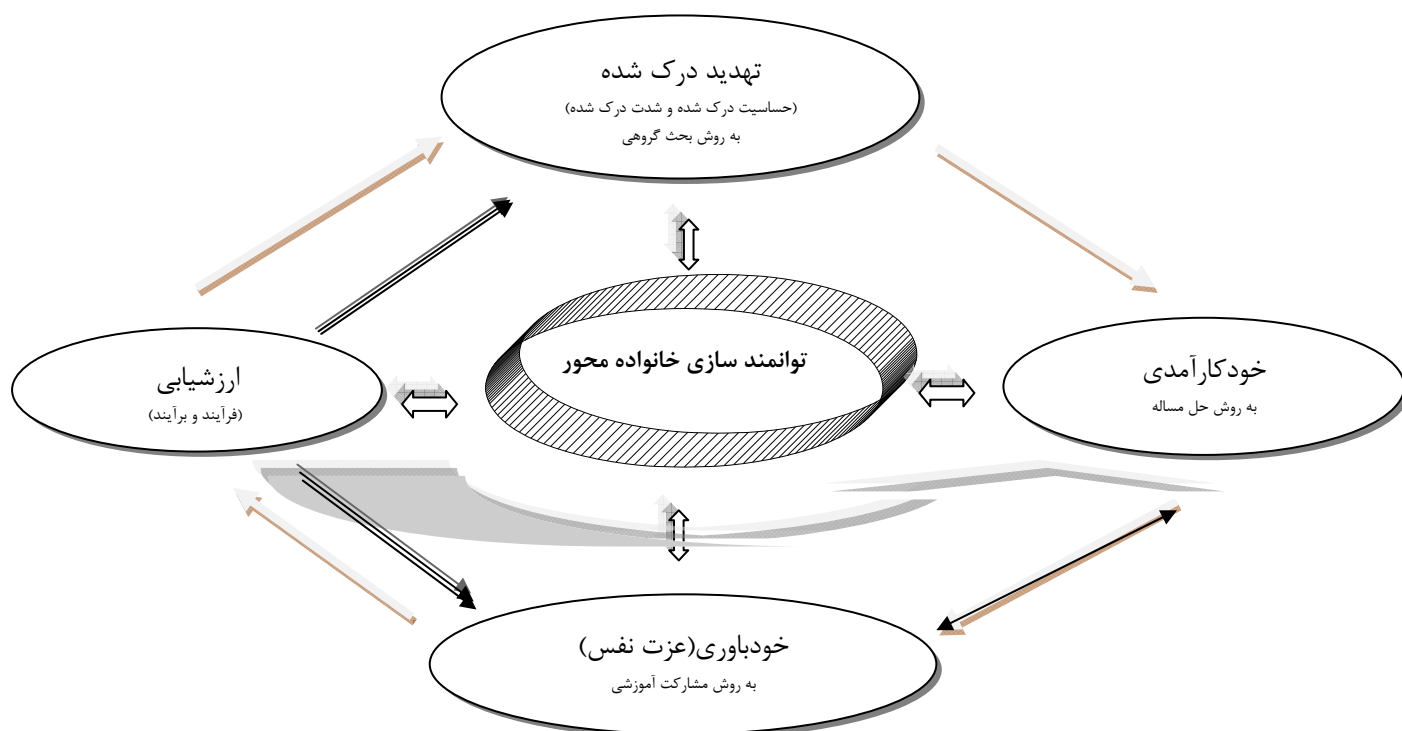 تهدید درک شده
(حساسیت درک شده و شدت درک شده)
به روش بحث گروهی
توانمند سازی خانواده محور
خودکارآمدی
به روش حل مساله
ارزشیابی
(فرآیند و برآیند)
خودباوری(عزت نفس)
به روش مشارکت آموزشی